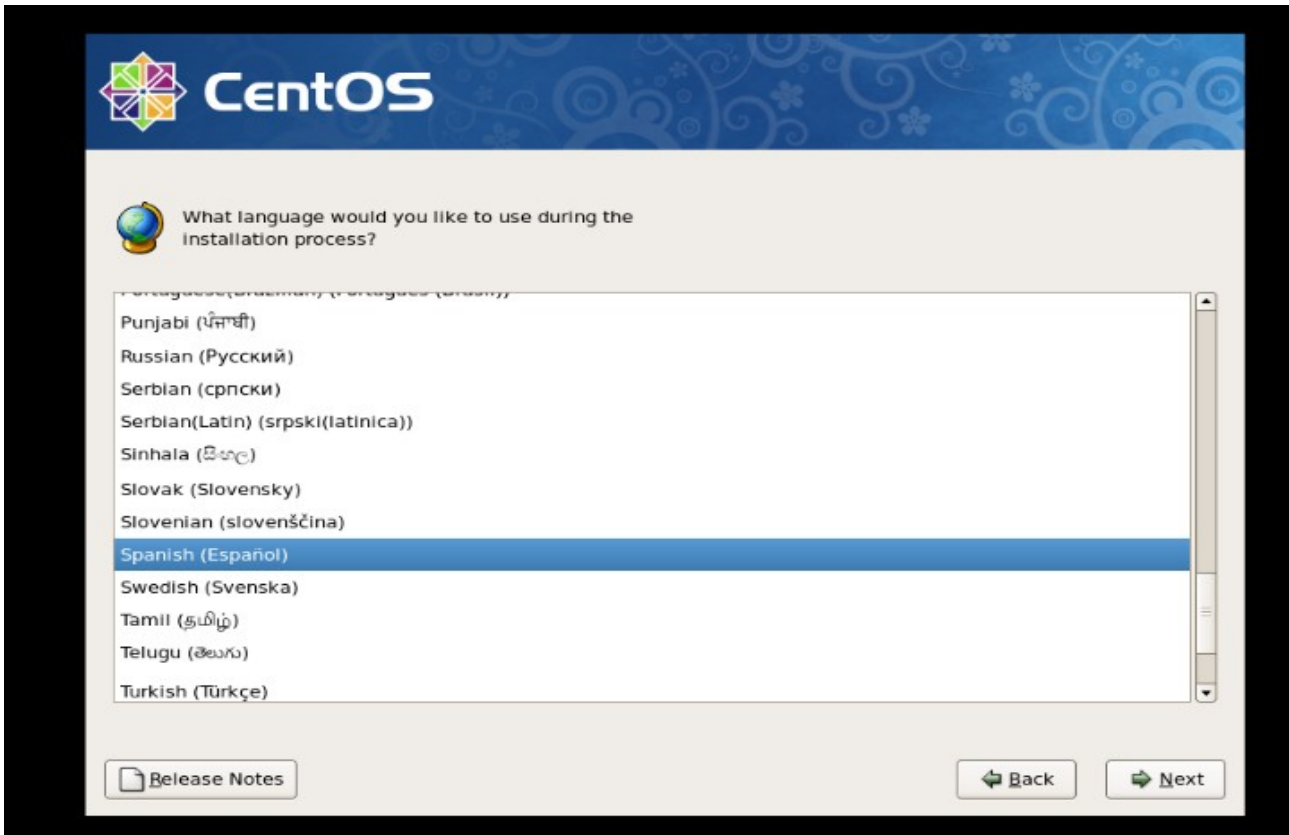 CentOS
What language would you like to use during the
installation process?
Punjabi (ਪੰਜਾਬੀ)
Russian (Русский)
Serbian (српски)
Serbian(Latin) (srpski(latinica))
Sinhala (සිංහල)
Slovak (Slovensky)
Slovenian (slovenščina)
Spanish (Español)
Swedish (Svenska)
Tamil (தமிழ்)
Telugu (తెలుగు)
Turkish (Türkçe)
Release Notes
Back
Next